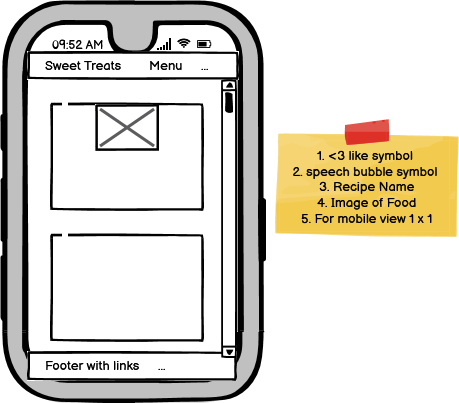 09:52 AM
Sweet Treats Menu ...
1. <3 like symbol
2. speech bubble symbol
3. Recipe Name
4. Image of Food
5. For mobile view 1 x 1
Footer with links ...